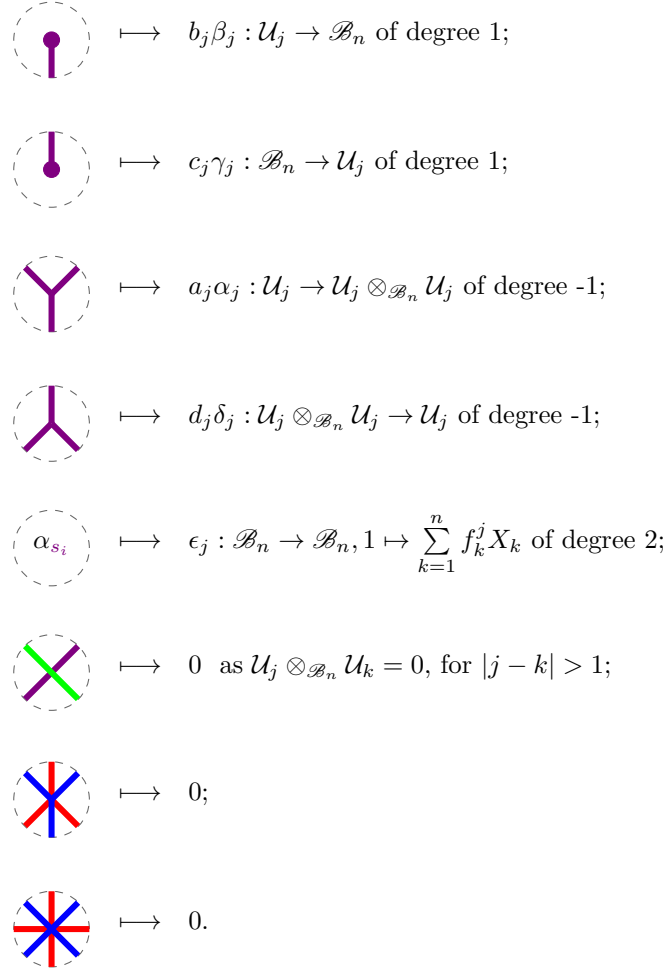 ⟼ b_jβ_j : 𝒰_j → ℬ_n of degree 1;
⟼ c_jγ_j : ℬ_n → 𝒰_j of degree 1;
⟼ a_jα_j : 𝒰_j → 𝒰_j ⊗_{ℬ_n} 𝒰_j of degree -1;
⟼ d_jδ_j : 𝒰_j ⊗_{ℬ_n} 𝒰_j → 𝒰_j of degree -1;
α_{s_i} ⟼ ϵ_j : ℬ_n → ℬ_n, 1 ↦ ∑_{k=1}^{n} f_k^j X_k of degree 2;
⟼ 0 as 𝒰_j ⊗_{ℬ_n} 𝒰_k = 0, for |j − k| > 1;
⟼ 0;
⟼ 0.